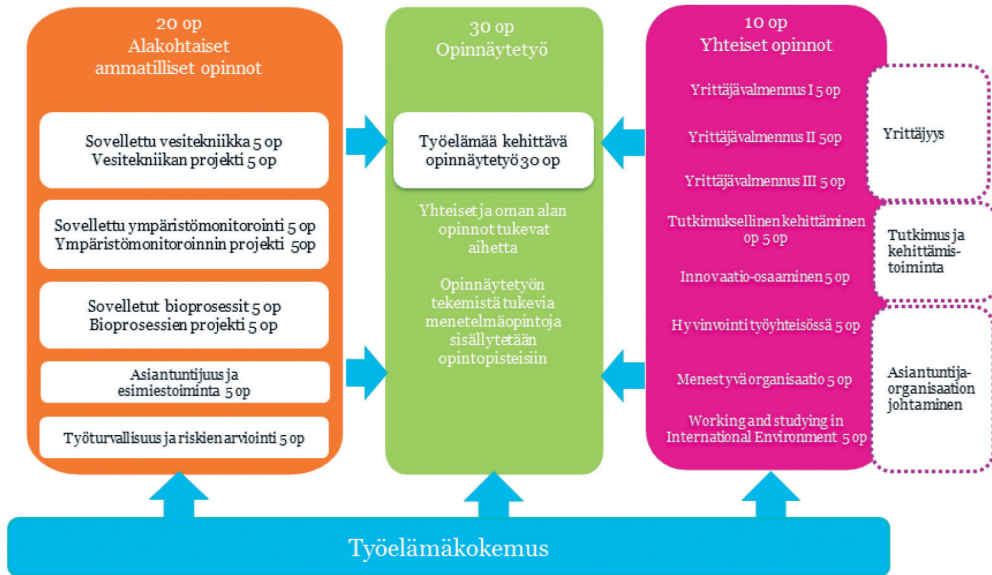 20 op
Alakohtaiset
ammatilliset opinnot
Sovellettu vesitekniikka 5 op
Vesitekniikan projekti 5 op
Sovellettu ympäristömonitorointi 5 op
Ympäristömonitoroinnin projekti 5op
Sovelletut bioprosessit 5 op
Bioprosessien projekti 5 op
Asiantuntijuus ja
esimiestoiminta 5 op
Työturvallisuus ja riskien arviointi 5 op
30 op
Opinnäytetyö
Työelämää kehittävä
opinnäytetyö 30 op
Yhteiset ja oman alan
opinnot tukevat
aihetta
Opinnäytetyön
tekemistä tukevia
menetelmäopintoja
sisällytetään
opintopisteisiin
10 op
Yhteiset opinnot
Yrittäjävalmennus I 5 op
Yrittäjävalmennus II 5op
Yrittäjävalmennus III 5 op
Tutkimuksellinen kehittäminen
op 5 op
Innovaatio-osaaminen 5 op
Hyvinvointi työyhteisössä 5 op
Menestyvä organisaatio 5 op
Working and studying in
International Environment 5 op
Yrittäjyys
Tutkimus ja
kehittämis-
toiminta
Asiantuntija-
organisaation
johtaminen
Työelämäkokemus